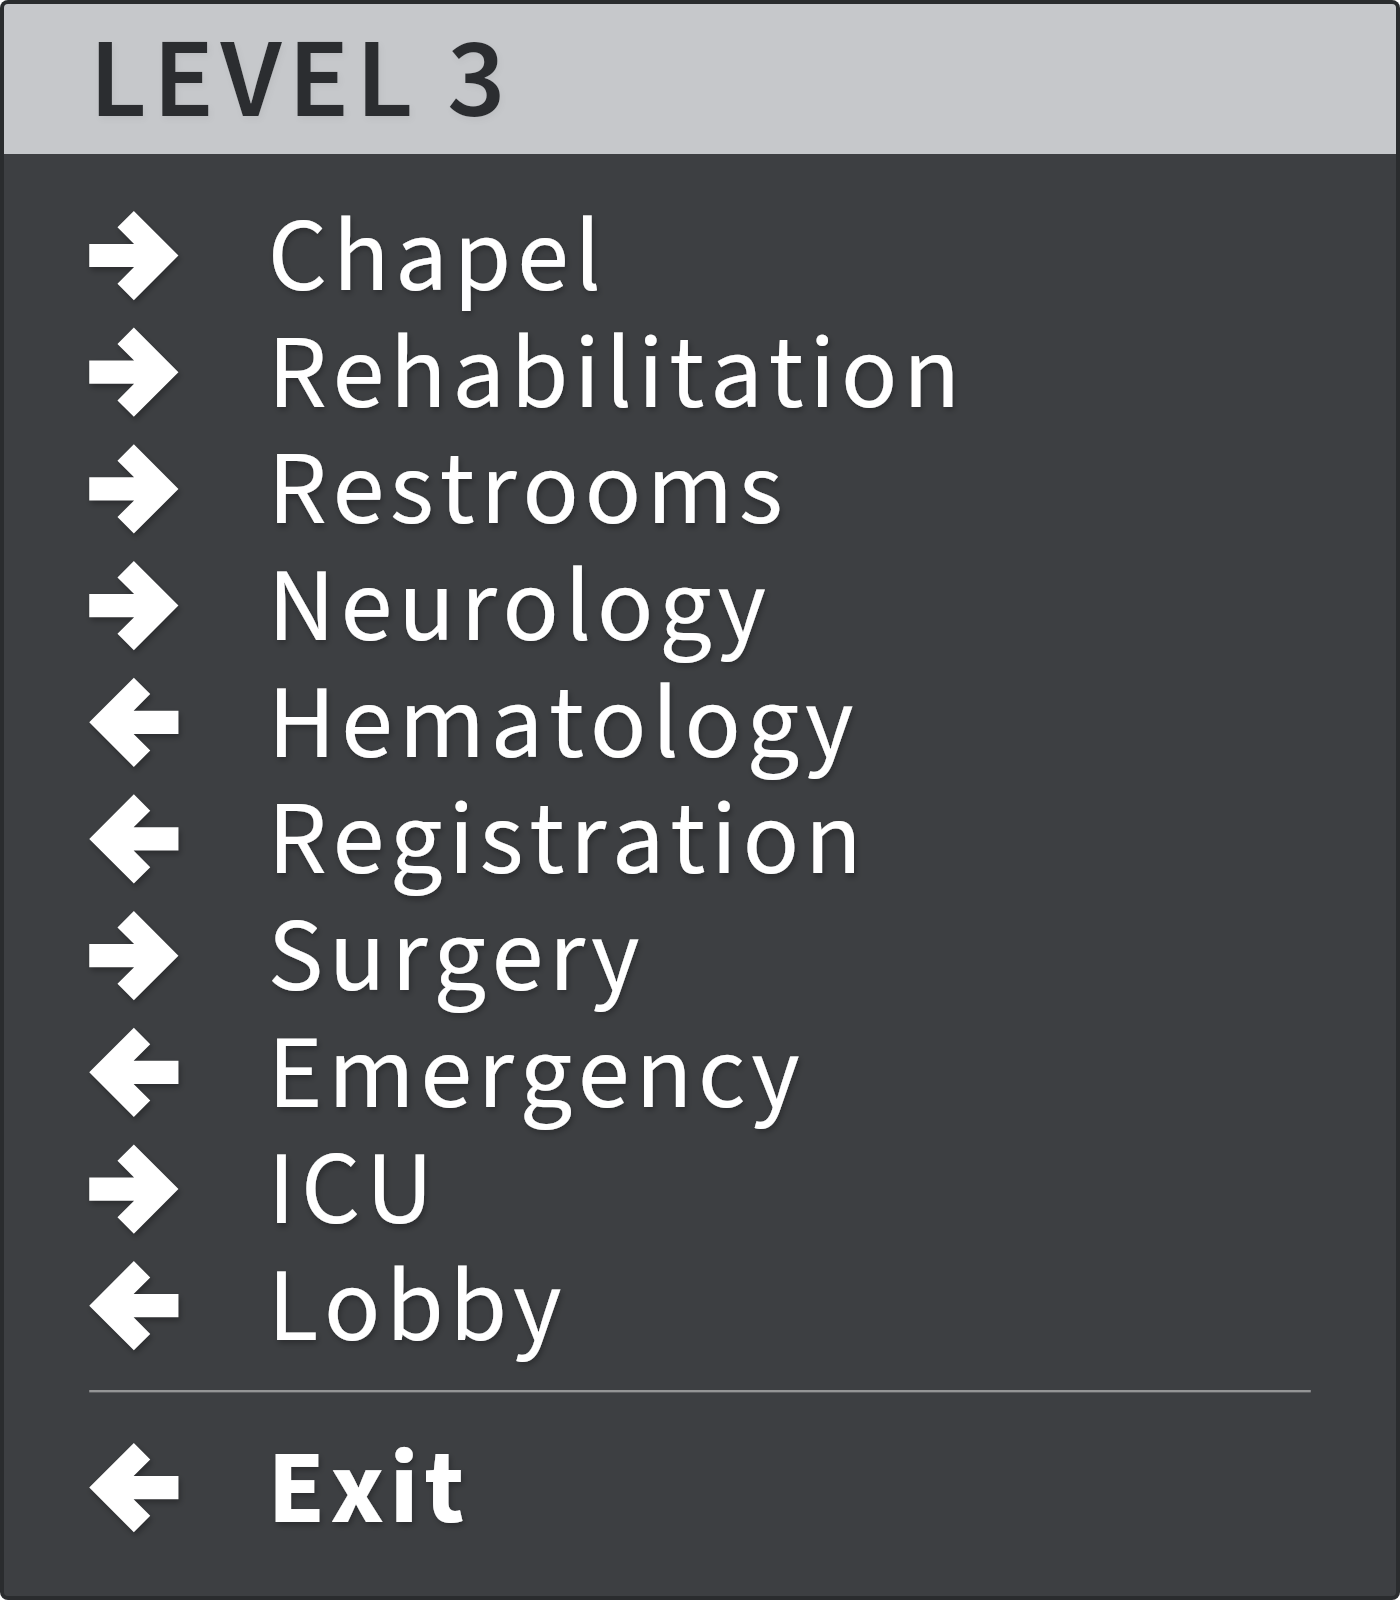 LEVEL 3
Chapel
Rehabilitation
Restrooms
Neurology
Hematology
Registration
Surgery
Emergency
ICU
Lobby
Exit